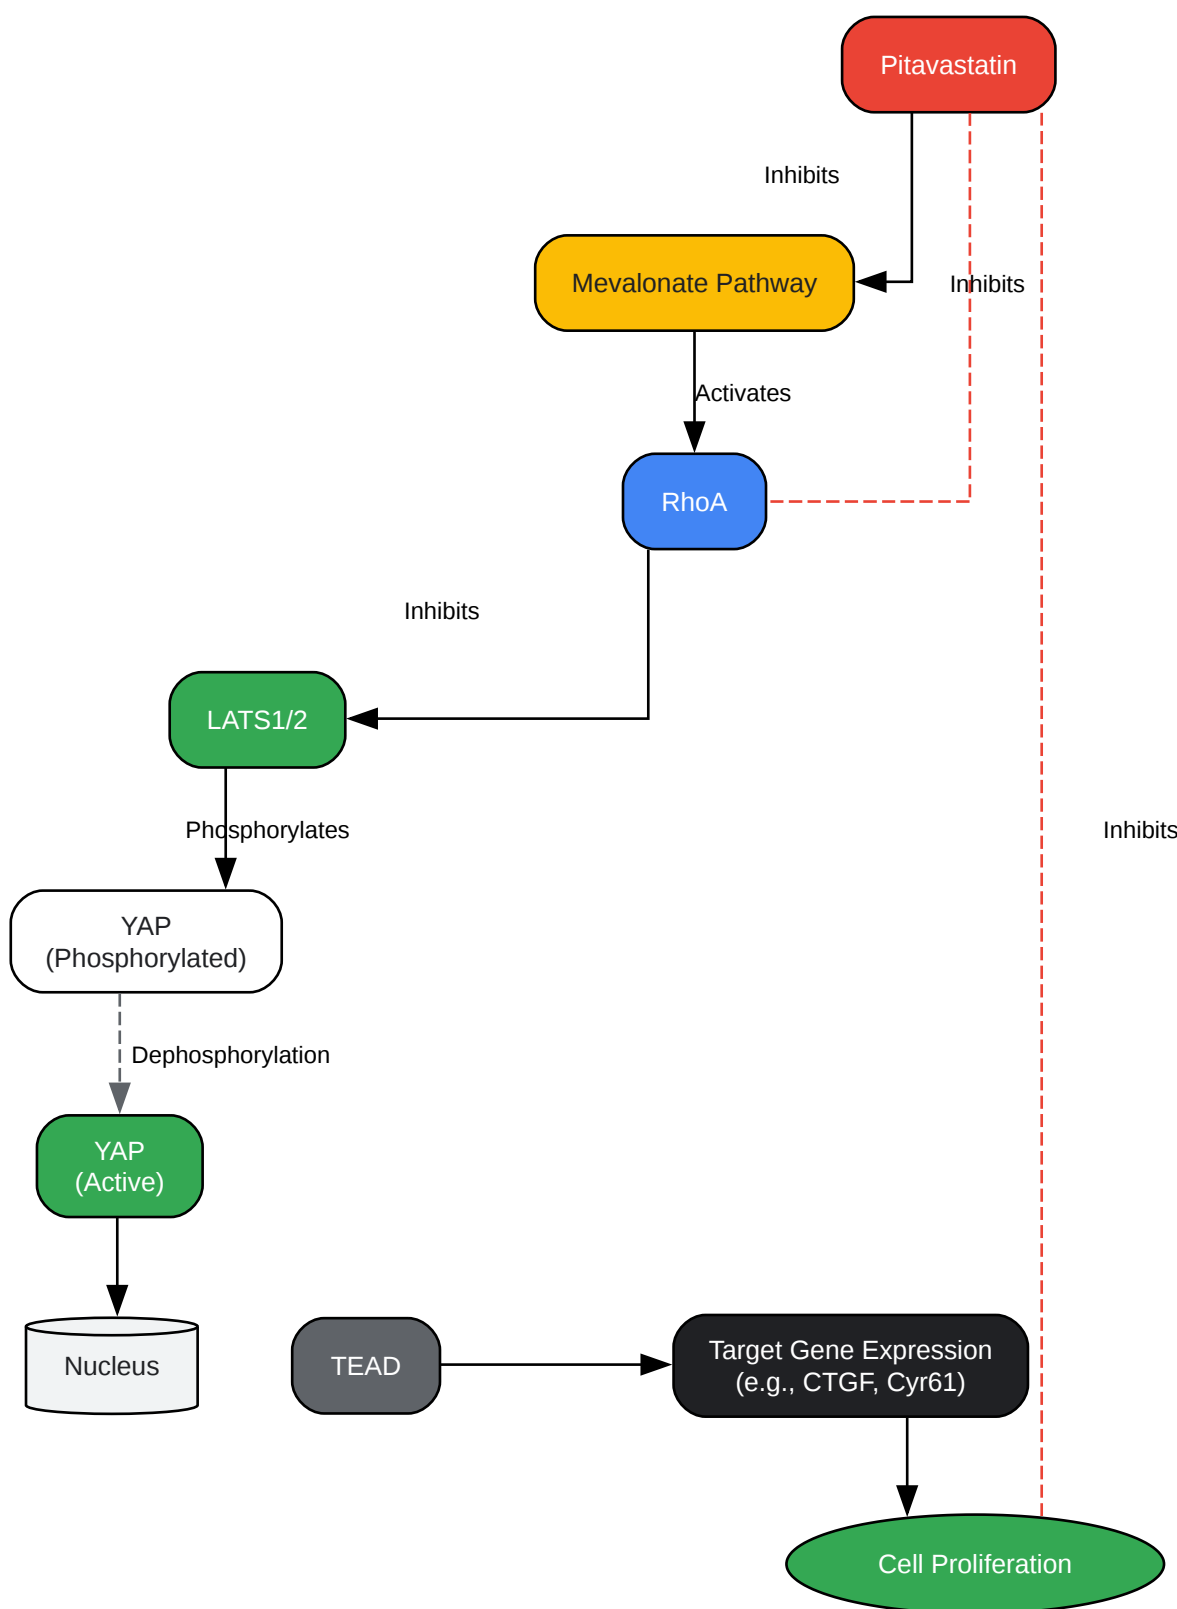 Pitavastatin
Inhibits
Mevalonate Pathway
Inhibits
Activates
RhoA
Inhibits
LATS1/2
Phosphorylates
Inhibits
YAP
(Phosphorylated)
Dephosphorylation
YAP
(Active)
Nucleus
TEAD
Target Gene Expression
(e.g., CTGF, Cyr61)
Cell Proliferation